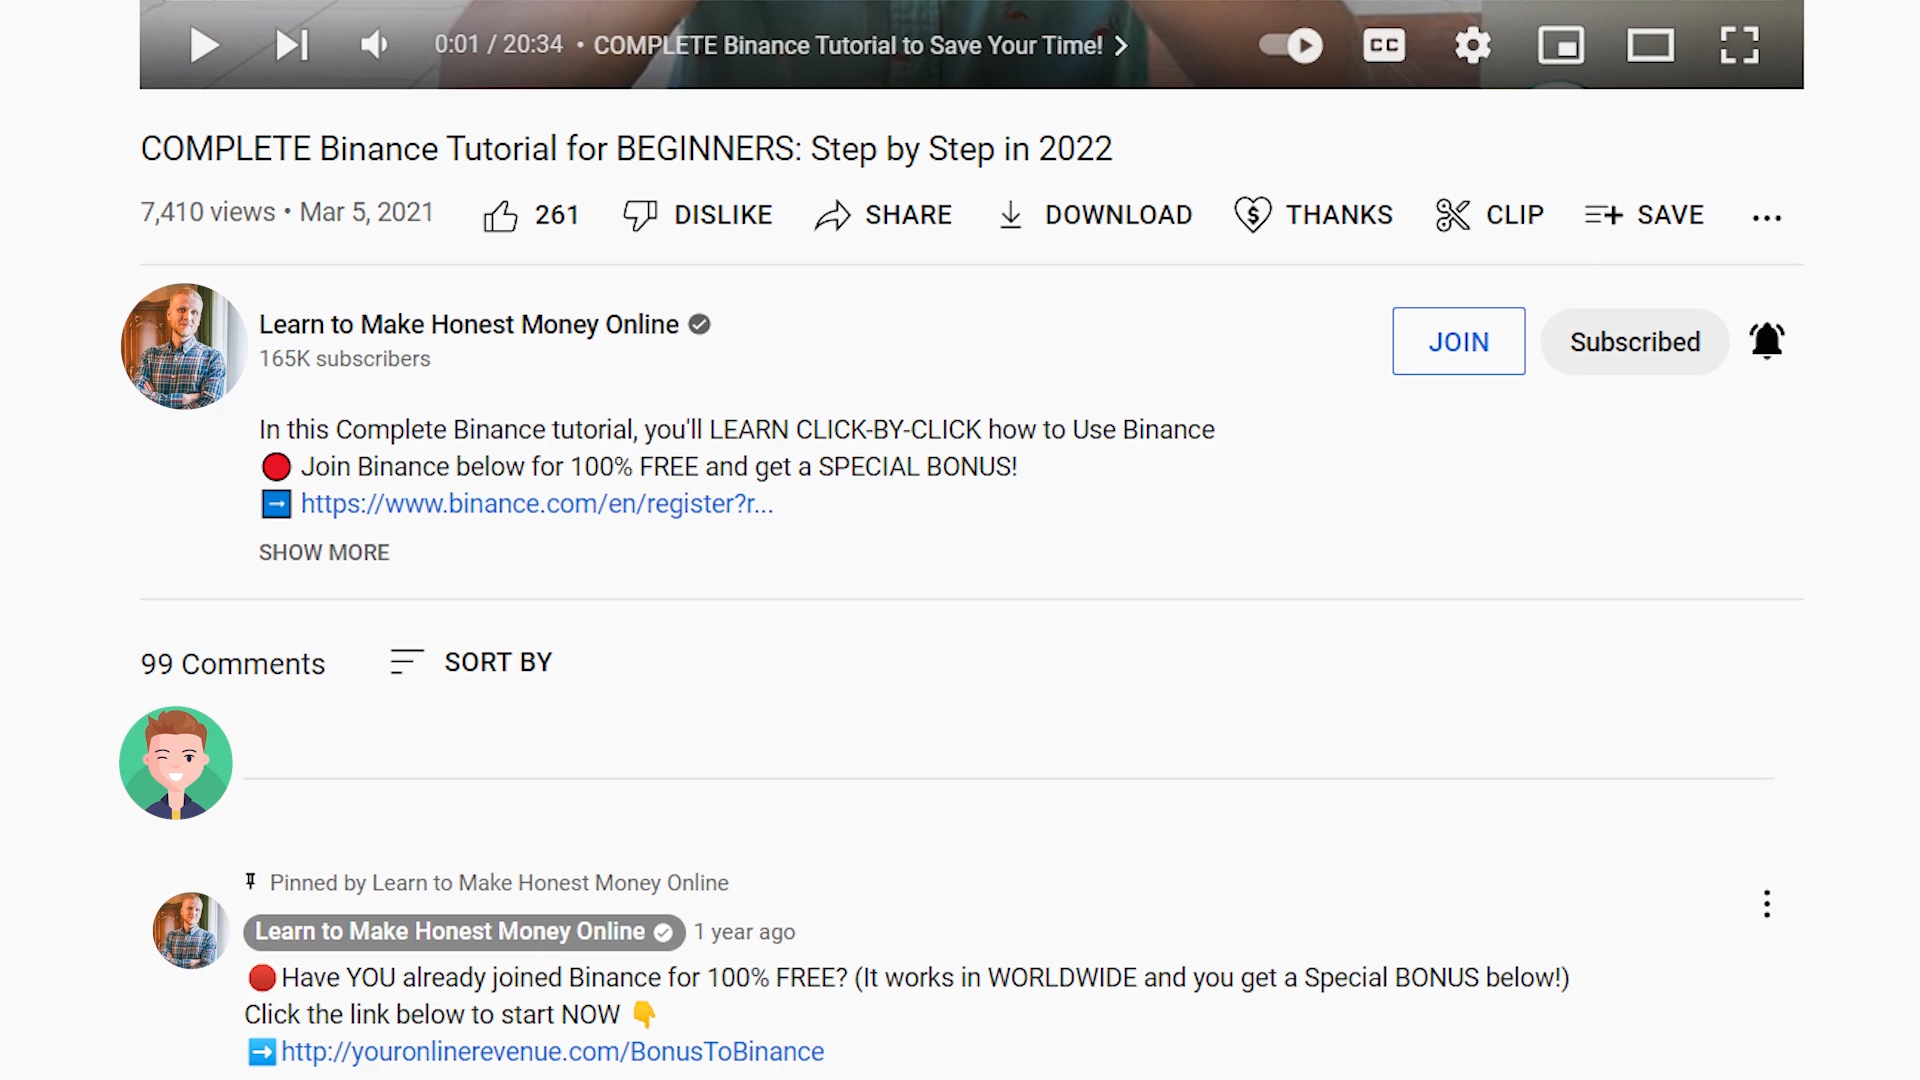 0:01 / 20:34 • COMPLETE Binance Tutorial to Save Your Time!
CC
COMPLETE Binance Tutorial for BEGINNERS: Step by Step in 2022
7,410 views • Mar 5, 2021
261
DISLIKE
SHARE
DOWNLOAD
THANKS
CLIP
SAVE
Learn to Make Honest Money Online
165K subscribers
JOIN
Subscribed
In this Complete Binance tutorial, you'll LEARN CLICK-BY-CLICK how to Use Binance
🔴 Join Binance below for 100% FREE and get a SPECIAL BONUS!
➡️ https://www.binance.com/en/register?r...
SHOW MORE
99 Comments
SORT BY
Pinned by Learn to Make Honest Money Online
Learn to Make Honest Money Online 1 year ago
🛑Have YOU already joined Binance for 100% FREE? (It works in WORLDWIDE and you get a Special BONUS below!)
Click the link below to start NOW 👇
➡️http://youronlinerevenue.com/BonusToBinance